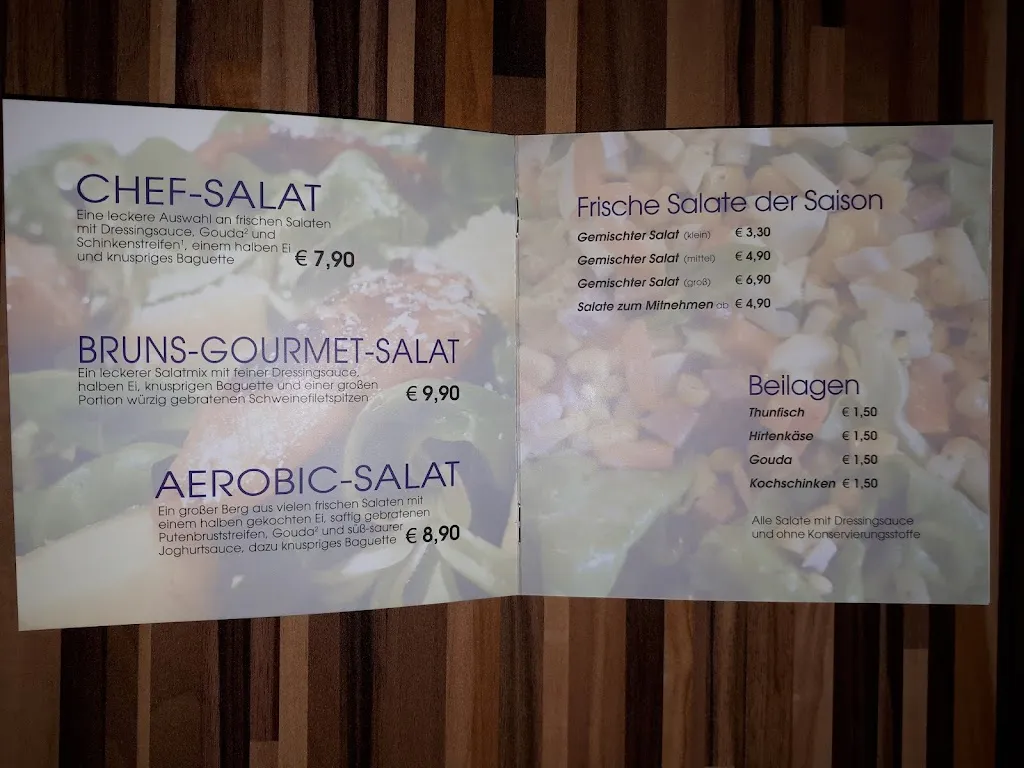 CHEF-SALAT
Eine leckere Auswahl an frischen Salaten
mit Dressingsauce, Gouda² und
Schinkenstreifen¹, einem halben Ei
und knuspriges Baguette € 7,90
BRUNS-GOURMET-SALAT
Ein leckerer Salatmix mit feiner Dressingsauce,
halben Ei, knusprigen Baguette und einer großen
Portion würzig gebratenen Schweinefiletspitzen € 9,90
AEROBIC-SALAT
Ein großer Berg aus vielen frischen Salaten mit
einem halben gekochten Ei, saftig gebratenen
Putenbruststreifen, Gouda² und süß-saurer
Joghurtsauce, dazu knuspriges Baguette € 8,90
Frische Salate der Saison
Gemischter Salat (klein) € 3,30
Gemischter Salat (mittel) € 4,90
Gemischter Salat (groß) € 6,90
Salate zum Mitnehmen ab € 4,90
Beilagen
Thunfisch € 1,50
Hirtenkäse € 1,50
Gouda € 1,50
Kochschinken € 1,50
Alle Salate mit Dressingsauce
und ohne Konservierungsstoffe